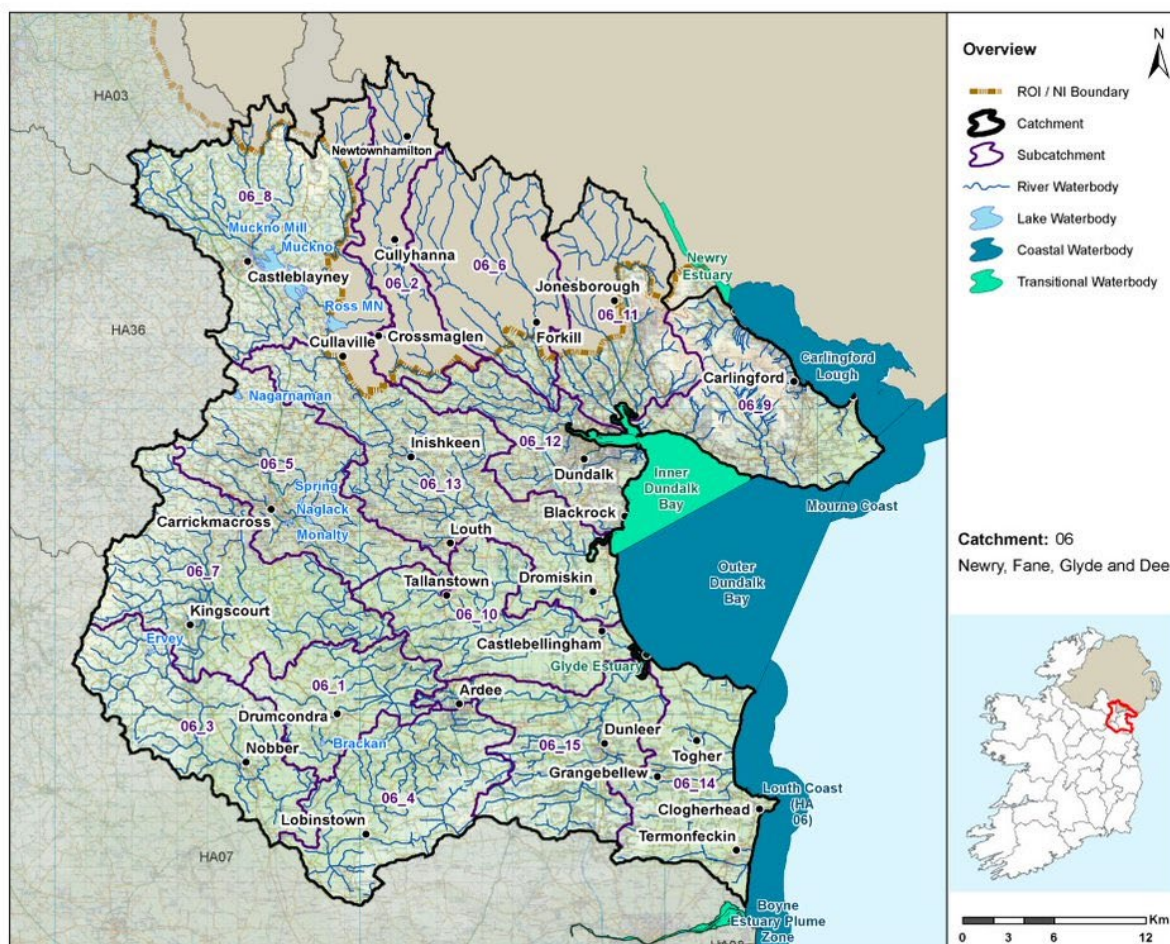 HA03
Newtownhamilton
06_8
Muckno Mill
Muckno
Cullyhanna
06_6
Castleblayney
06_2
Jonesborough
Newry
Estuary
Ross MN
06_11
HA36
Crossmaglen
Forkill
Cullaville
Carlingford
Lough
Carlingford
Nagarnaman
06_9
06_12
Inishkeen
Dundalk
06_5
06_13
Inner
Dundalk
Bay
Spring
Naglack
Mourne Coast
Carrickmacross
Blackrock
Monalty
Louth
Outer
Dundalk
Bay
06_7
Tallanstown
Dromiskin
Kingscourt
06_10
Ervey
Castlebellingham
Glyde Estuary
06_1
Ardee
Drumcondra
06_3
Brackan
06_15
Dunleer
Togher
Nobber
Grangebellew
06_14
06_4
Louth Coast
(HA
06)
Clogherhead
Lobinstown
Termonfeckin
HA07
Boyne
Estuary Plume
Zone
Overview
N
ROI / NI Boundary
Catchment
Subcatchment
River Waterbody
Lake Waterbody
Coastal Waterbody
Transitional Waterbody
Catchment: 06
Newry, Fane, Glyde and Dee
Km
0 3 6 12